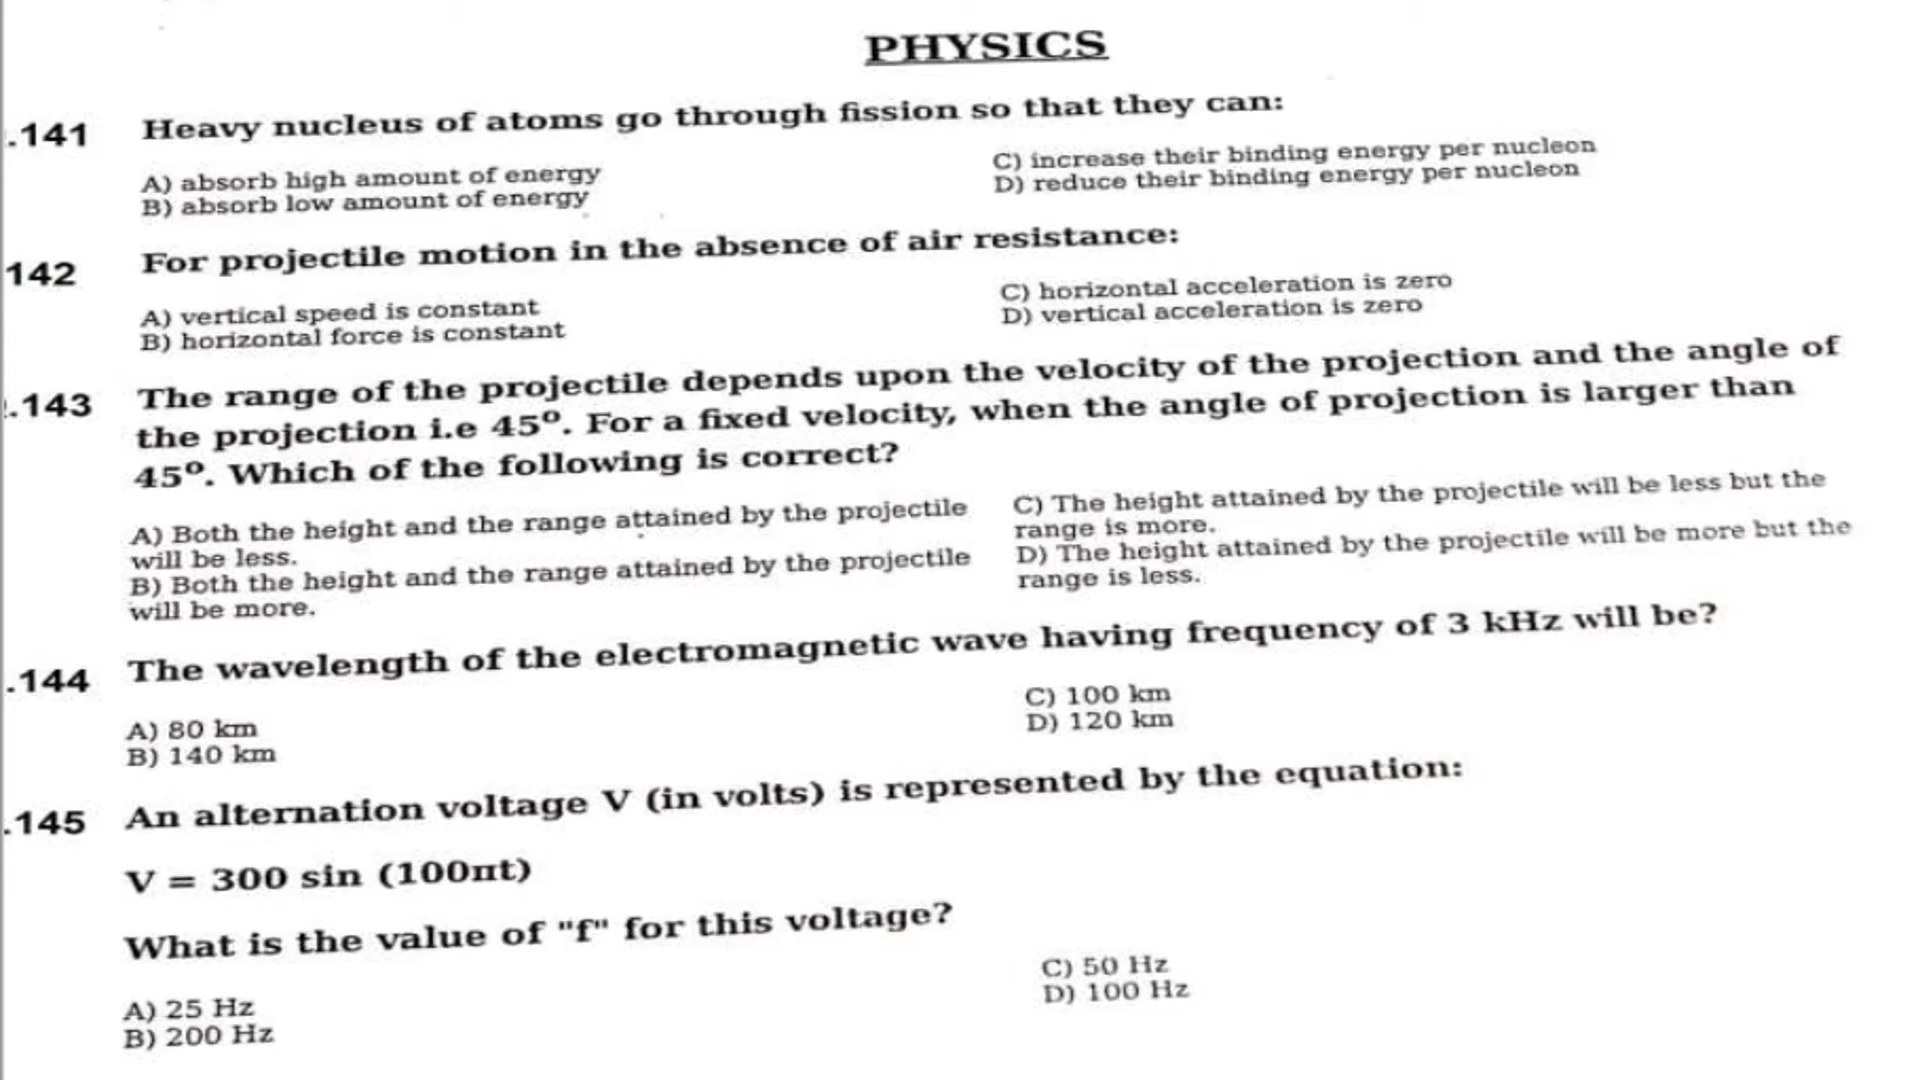 PHYSICS
.141 Heavy nucleus of atoms go through fission so that they can:
A) absorb high amount of energy
B) absorb low amount of energy
C) increase their binding energy per nucleon
D) reduce their binding energy per nucleon
142 For projectile motion in the absence of air resistance:
A) vertical speed is constant
B) horizontal force is constant
C) horizontal acceleration is zero
D) vertical acceleration is zero
.143 The range of the projectile depends upon the velocity of the projection and the angle of
the projection i.e 45º. For a fixed velocity, when the angle of projection is larger than
45º. Which of the following is correct?
A) Both the height and the range attained by the projectile
will be less.
B) Both the height and the range attained by the projectile
will be more.
C) The height attained by the projectile will be less but the
range is more.
D) The height attained by the projectile will be more but the
range is less.
.144 The wavelength of the electromagnetic wave having frequency of 3 kHz will be?
A) 80 km
B) 140 km
C) 100 km
D) 120 km
.145 An alternation voltage V (in volts) is represented by the equation:
V = 300 sin (100πt)
What is the value of "f" for this voltage?
A) 25 Hz
B) 200 Hz
C) 50 Hz
D) 100 Hz